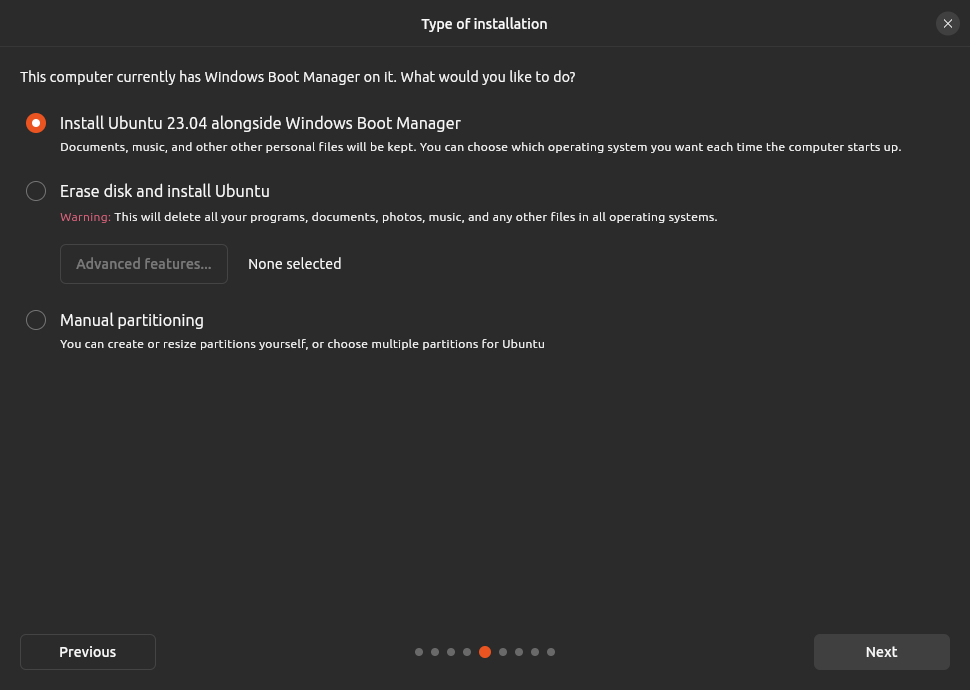 Type of installation
This computer currently has Windows Boot Manager on it. What would you like to do?
Install Ubuntu 23.04 alongside Windows Boot Manager
Documents, music, and other other personal files will be kept. You can choose which operating system you want each time the computer starts up.
Erase disk and install Ubuntu
Warning: This will delete all your programs, documents, photos, music, and any other files in all operating systems.
Advanced features... None selected
Manual partitioning
You can create or resize partitions yourself, or choose multiple partitions for Ubuntu
Previous Next